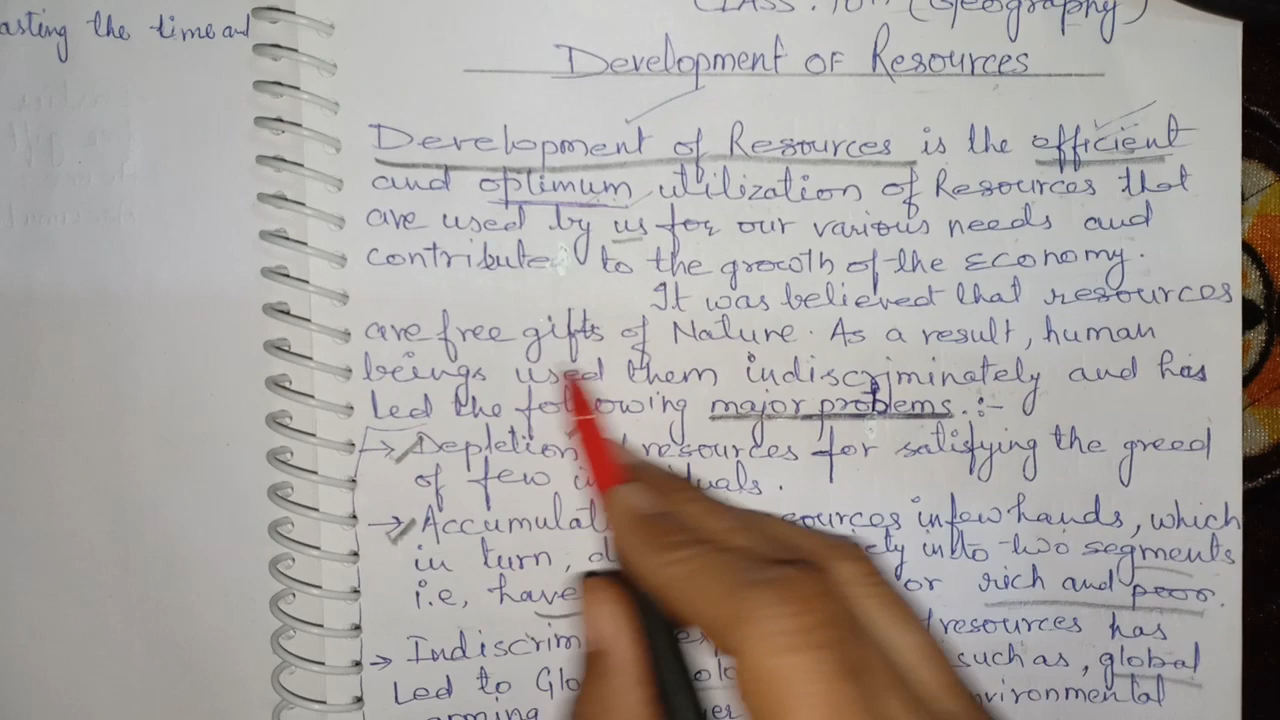 asting the time and
CLASS. 10th (Geography)
Development of Resources
Development of Resources is the efficient
and optimum utilization of Resources that
are used by us for our various needs and
contribute to the growth of the Economy.
It was believed that resources
are free gifts of Nature. As a result, human
beings used them indiscriminately and has
Led the following major problems. :-
→ Depletion resources for satisfying the greed
of few
→ Accumulat in few hands, which
in turn, into two segments
i.e, have or rich and poor.
→ Indiscrim resources has
Led to Glo such as, global